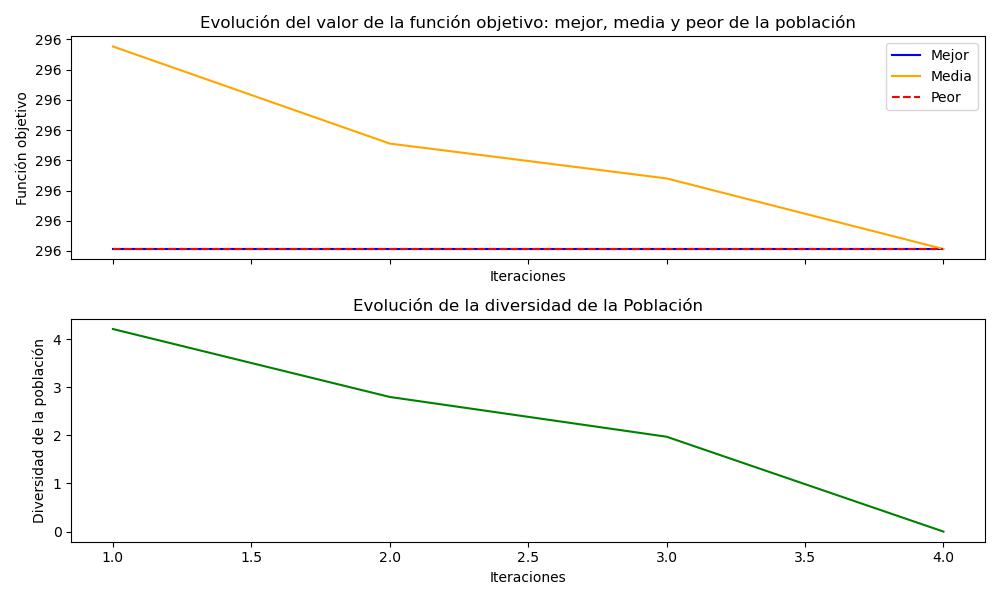 Evolución del valor de la función objetivo: mejor, media y peor de la población
Función objetivo
296
296
296
296
296
296
296
296
Mejor
Media
Peor
Iteraciones
Evolución de la diversidad de la Población
Diversidad de la población
4
3
2
1
0
1.0 1.5 2.0 2.5 3.0 3.5 4.0
Iteraciones